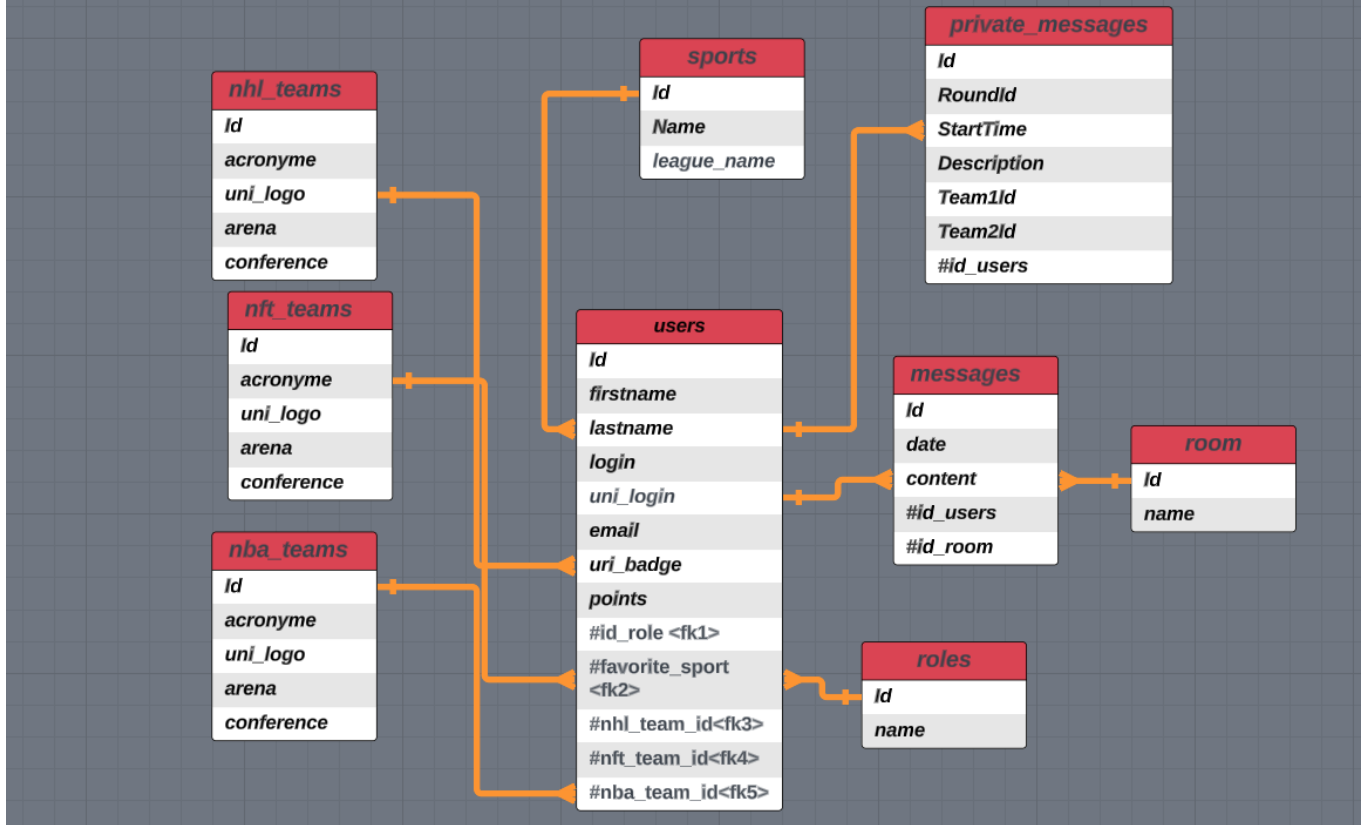 nhl_teams
Id
acronyme
uni_logo
arena
conference
nft_teams
Id
acronyme
uni_logo
arena
conference
nba_teams
Id
acronyme
uni_logo
arena
conference
sports
Id
Name
league_name
users
Id
firstname
lastname
login
uni_login
email
uri_badge
points
#id_role <fk1>
#favorite_sport
<fk2>
#nhl_team_id<fk3>
#nft_team_id<fk4>
#nba_team_id<fk5>
private_messages
Id
RoundId
StartTime
Description
Team1Id
Team2Id
#id_users
messages
Id
date
content
#id_users
#id_room
room
Id
name
roles
Id
name